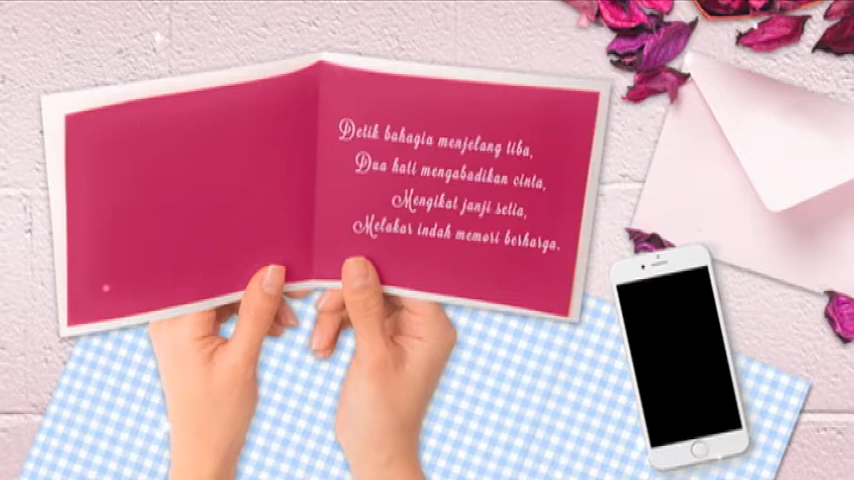 Detik bahagia menjelang tiba,
Dua hati mengabadikan cinta,
Mengikat janji setia,
Melakar indah memori berharga.